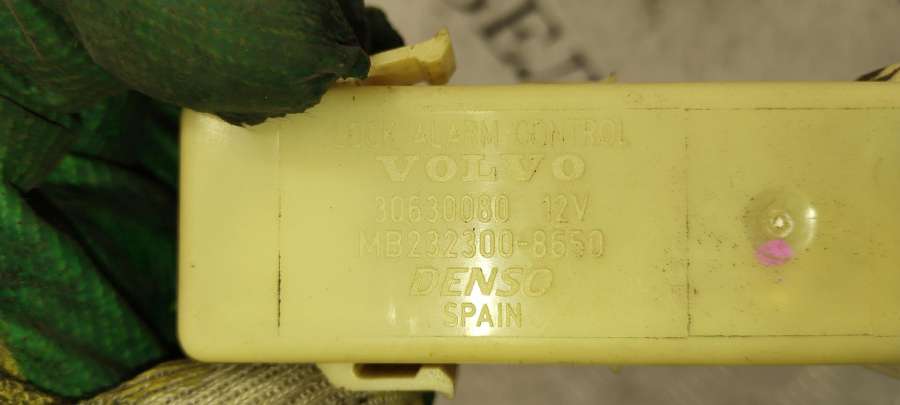 LOCK ALARM CONTROL
VOLVO
30630080 12V
MB232300-8650
DENSO
SPAIN